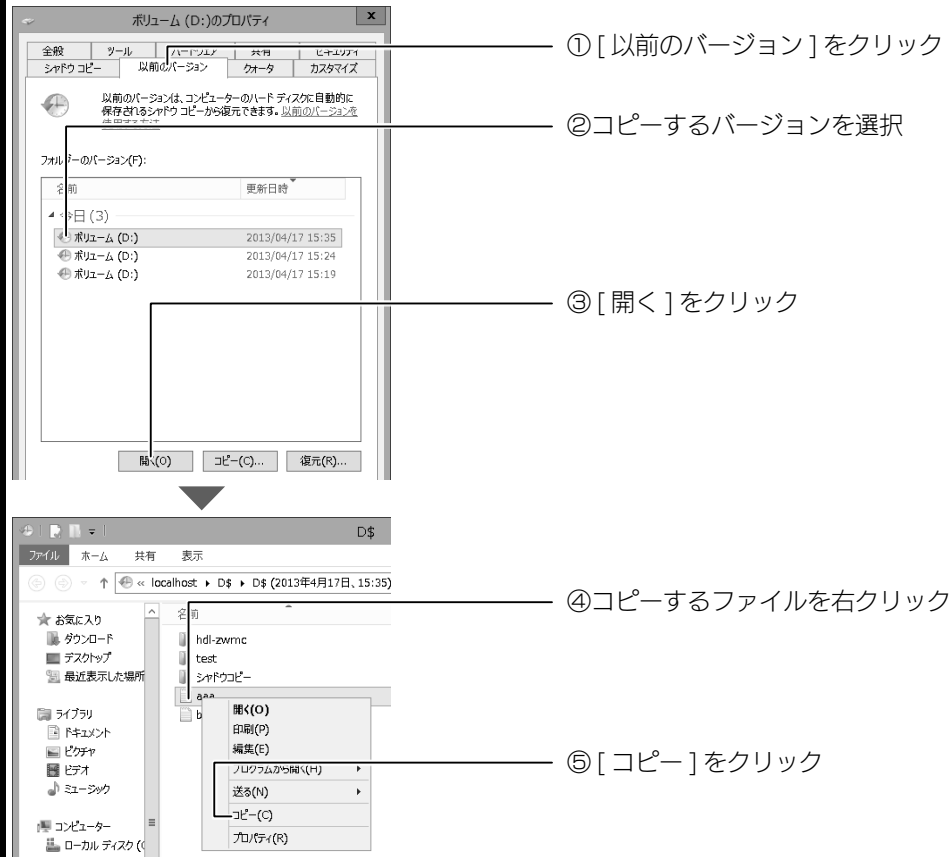 ボリューム (D:)のプロパティ
x
全般 ツール ハードウェア 共有 セキュリティ
シャドウ コピー 以前のバージョン クォータ カスタマイズ
以前のバージョンは、コンピューターのハード ディスクに自動的に
保存されるシャドウ コピーから復元できます。以前のバージョンを
使用する方法
フォルダーのバージョン(F):
名前 更新日時
今日 (3)
ボリューム (D:) 2013/04/17 15:35
ボリューム (D:) 2013/04/17 15:24
ボリューム (D:) 2013/04/17 15:19
開く(O) コピー(C)... 復元(R)...
①[ 以前のバージョン ]をクリック
②コピーするバージョンを選択
③[ 開く ]をクリック
D$
ファイル ホーム 共有 表示
« localhost ▸ D$ ▸ D$ (2013年4月17日、15:35)
お気に入り
ダウンロード
デスクトップ
最近表示した場所
ライブラリ
ドキュメント
ピクチャ
ビデオ
ミュージック
コンピューター
ローカル ディスク (C
名前
hdl-zwmc
test
シャドウコピー
aaa
b
開く(O)
印刷(P)
編集(E)
プログラムから開く(H)
送る(N)
コピー(C)
プロパティ(R)
④コピーするファイルを右クリック
⑤[ コピー ]をクリック